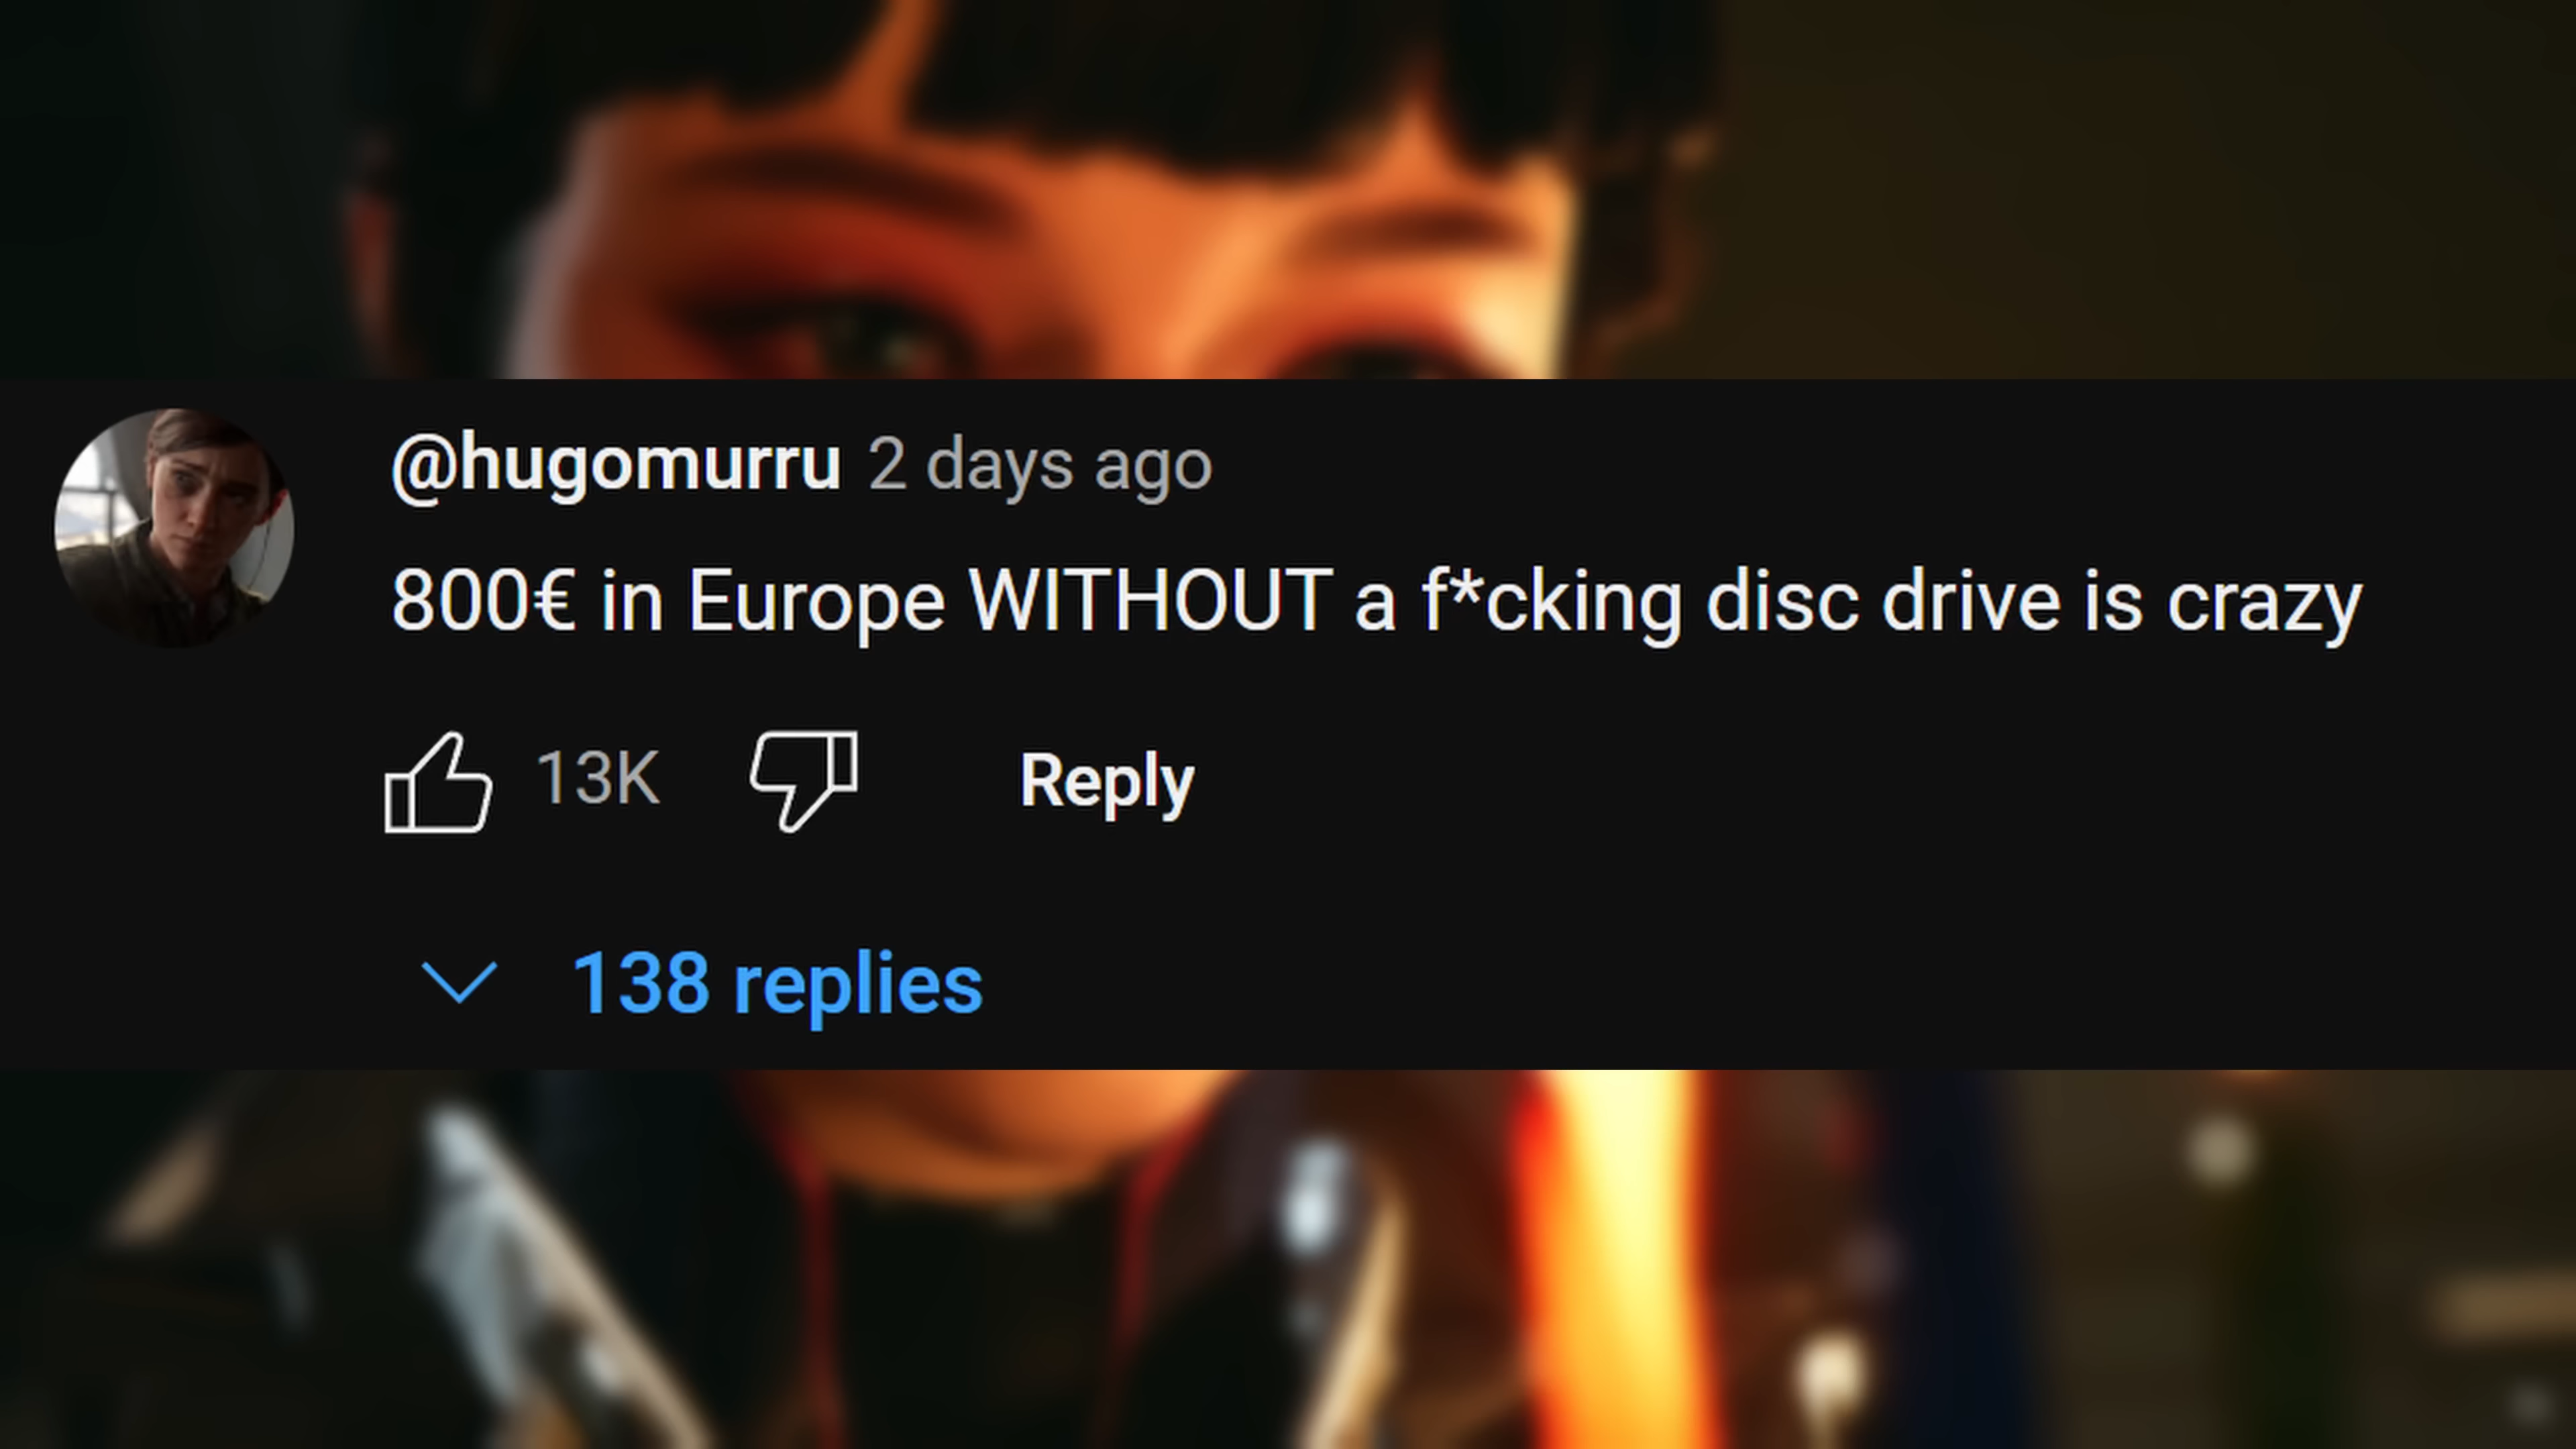 @hugomurru 2 days ago
800€ in Europe WITHOUT a f*cking disc drive is crazy
13K Reply
138 replies